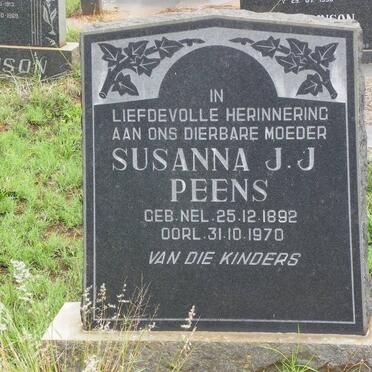 IN
LIEFDEVOLLE HERINNERING
AAN ONS DIERBARE MOEDER
SUSANNA J.J
PEENS
GEB. NEL. 25.12.1892
OORL. 31.10.1970
VAN DIE KINDERS
SON